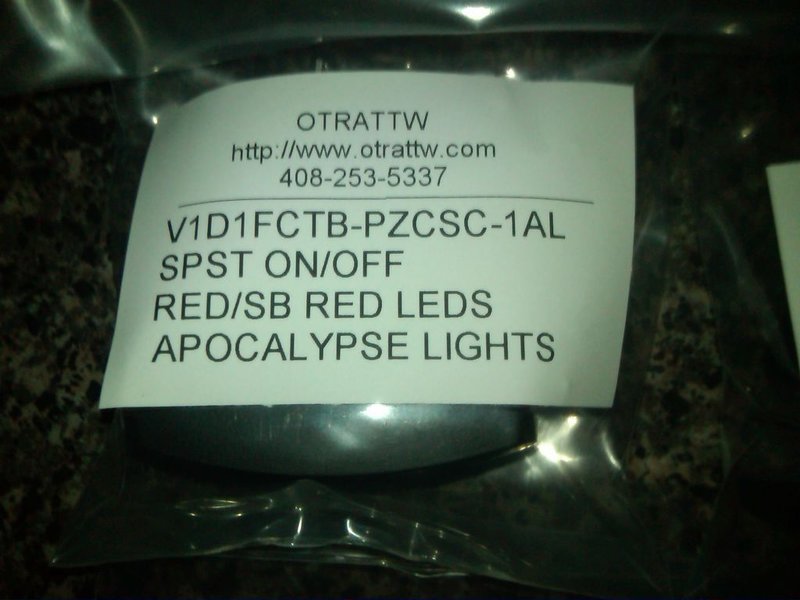 OTRATTW
http://www.otrattw.com
408-253-5337
V1D1FCTB-PZCSC-1AL
SPST ON/OFF
RED/SB RED LEDS
APOCALYPSE LIGHTS